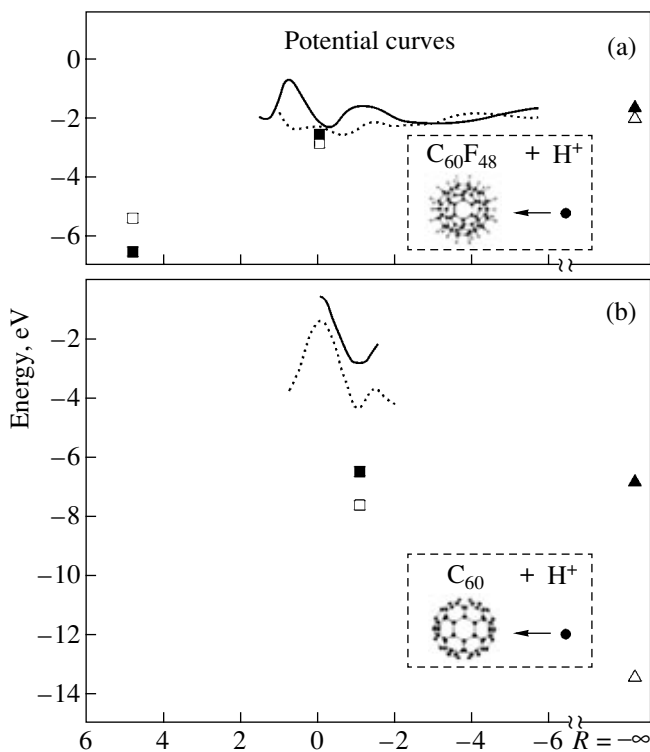 Potential curves
(a)
0
−2
−4
−6
C60F48 + H+
(b)
Energy, eV
−2
−4
−6
−8
−10
−12
−14
C60 + H+
6 4 2 0 −2 −4 −6 R = −∞